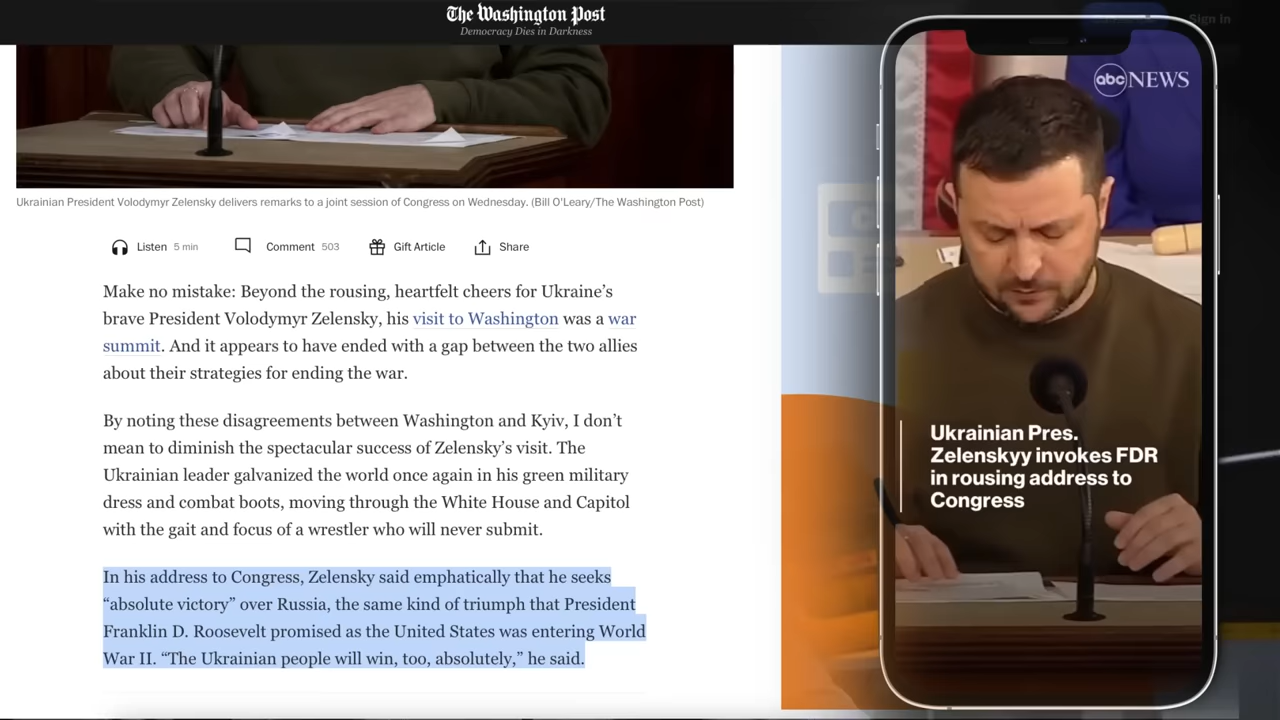 The Washington Post
Democracy Dies in Darkness
Sign in
Ukrainian President Volodymyr Zelensky delivers remarks to a joint session of Congress on Wednesday. (Bill O'Leary/The Washington Post)
Listen 5 min
Comment 503
Gift Article
Share
Make no mistake: Beyond the rousing, heartfelt cheers for Ukraine’s
brave President Volodymyr Zelensky, his visit to Washington was a war
summit. And it appears to have ended with a gap between the two allies
about their strategies for ending the war.
By noting these disagreements between Washington and Kyiv, I don’t
mean to diminish the spectacular success of Zelensky’s visit. The
Ukrainian leader galvanized the world once again in his green military
dress and combat boots, moving through the White House and Capitol
with the gait and focus of a wrestler who will never submit.
In his address to Congress, Zelensky said emphatically that he seeks
“absolute victory” over Russia, the same kind of triumph that President
Franklin D. Roosevelt promised as the United States was entering World
War II. “The Ukrainian people will win, too, absolutely,” he said.
abc NEWS
Ukrainian Pres.
Zelenskyy invokes FDR
in rousing address to
Congress